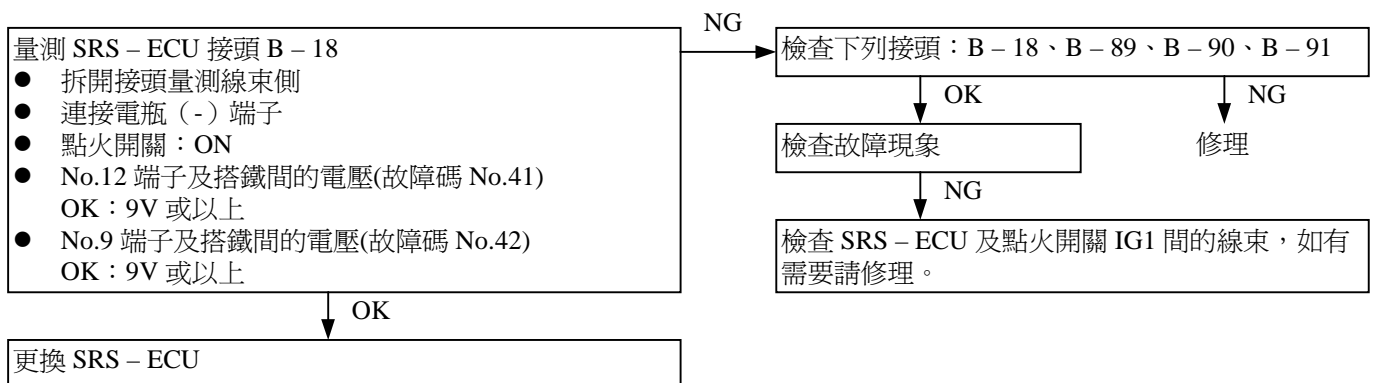 量測 SRS – ECU 接頭 B – 18
● 拆開接頭量測線束側
● 連接電瓶（-）端子
● 點火開關：ON
● No.12 端子及搭鐵間的電壓(故障碼 No.41)
OK：9V 或以上
● No.9 端子及搭鐵間的電壓(故障碼 No.42)
OK：9V 或以上
NG
檢查下列接頭：B – 18、B – 89、B – 90、B – 91
OK
NG
檢查故障現象
修理
NG
檢查 SRS – ECU 及點火開關 IG1 間的線束，如有
需要請修理。
OK
更換 SRS – ECU